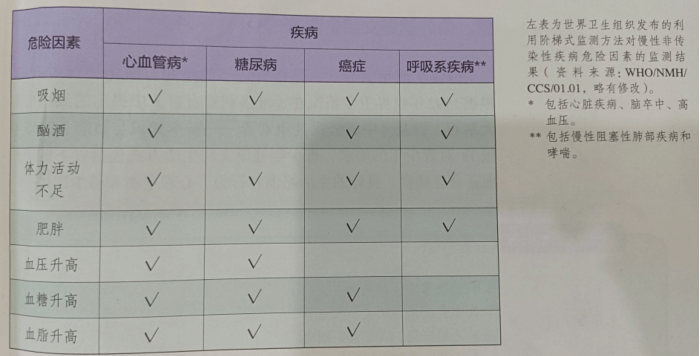 危险因素 疾病
心血管病* 糖尿病 癌症 呼吸系疾病**
吸烟 ✓ ✓ ✓ ✓
酗酒 ✓ ✓ ✓
体力活动
不足 ✓ ✓ ✓ ✓
肥胖 ✓ ✓ ✓ ✓
血压升高 ✓ ✓
血糖升高 ✓ ✓ ✓
血脂升高 ✓ ✓ ✓
左表为世界卫生组织发布的利
用阶梯式监测方法对慢性非传
染性疾病危险因素的监测结
果(资料来源:WHO/NMH/
CCS/01.01,略有修改)。
* 包括心脏疾病、脑卒中、高
血压。
** 包括慢性阻塞性肺部疾病和
哮喘。